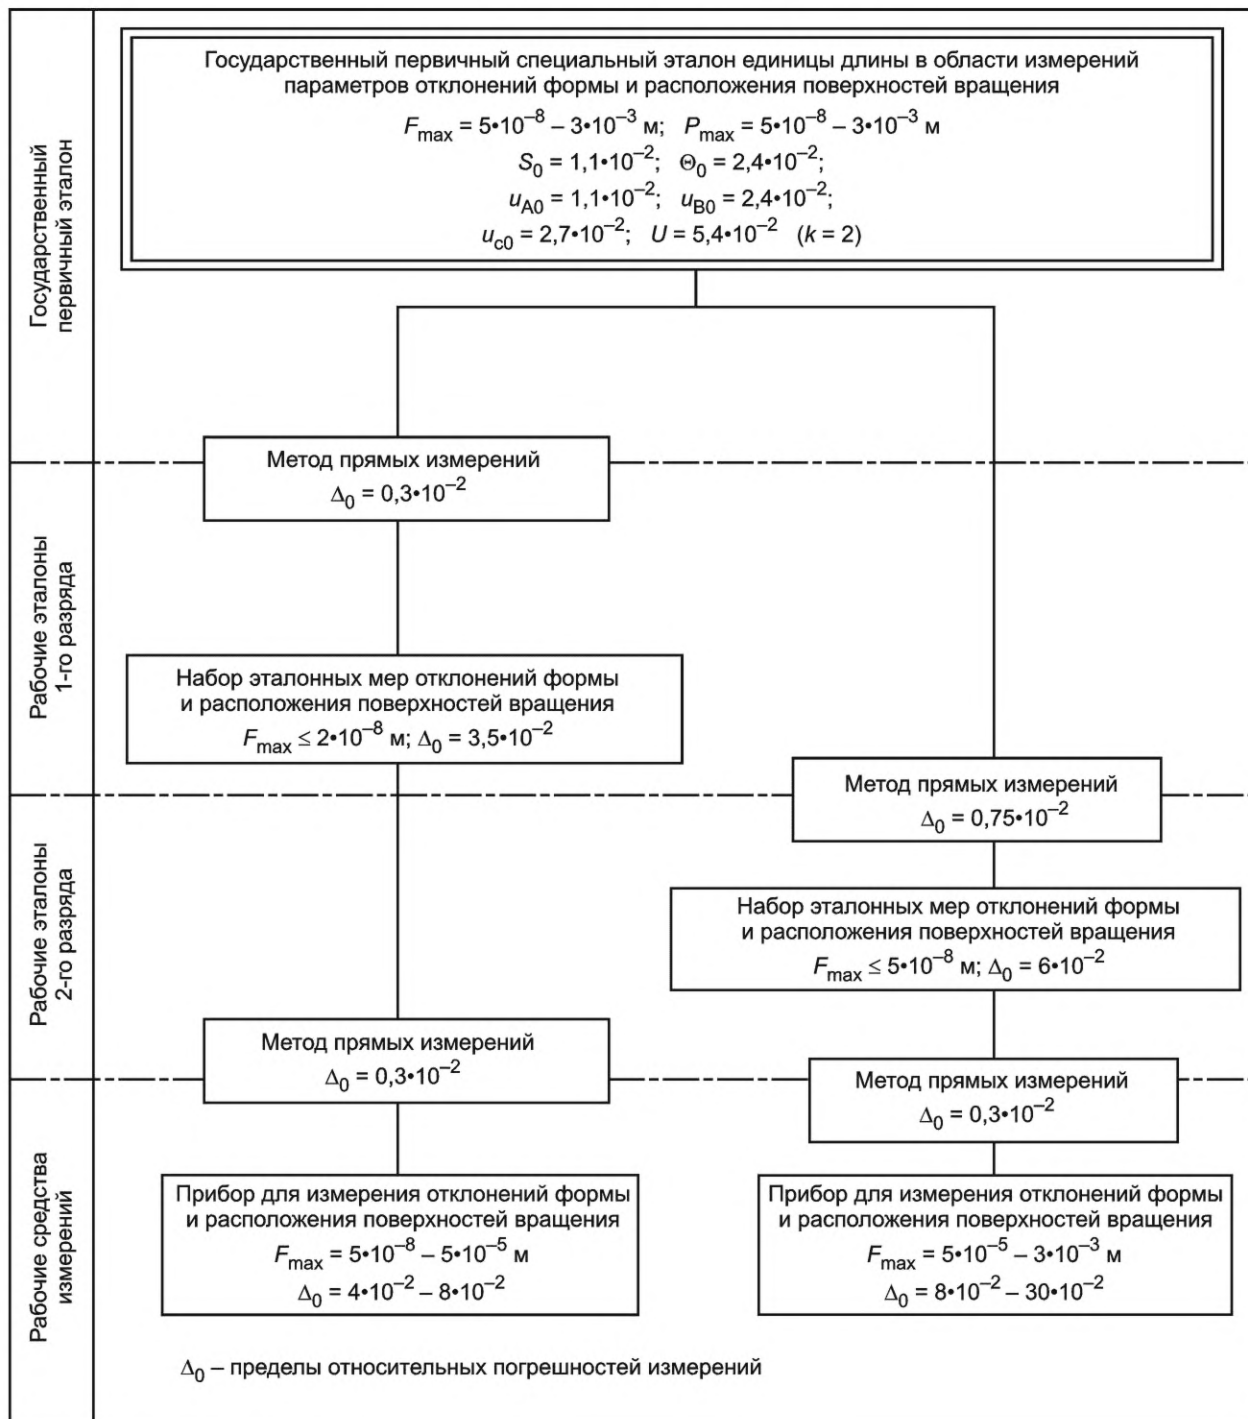 Государственный
первичный эталон
Государственный первичный специальный эталон единицы длины в области измерений
параметров отклонений формы и расположения поверхностей вращения
F_max = 5•10⁻⁸ – 3•10⁻³ м; P_max = 5•10⁻⁸ – 3•10⁻³ м
S₀ = 1,1•10⁻²; Θ₀ = 2,4•10⁻²;
u_A0 = 1,1•10⁻²; u_B0 = 2,4•10⁻²;
u_c0 = 2,7•10⁻²; U = 5,4•10⁻² (k = 2)
Метод прямых измерений
Δ₀ = 0,3•10⁻²
Рабочие эталоны
1-го разряда
Набор эталонных мер отклонений формы
и расположения поверхностей вращения
F_max ≤ 2•10⁻⁸ м; Δ₀ = 3,5•10⁻²
Метод прямых измерений
Δ₀ = 0,75•10⁻²
Рабочие эталоны
2-го разряда
Набор эталонных мер отклонений формы
и расположения поверхностей вращения
F_max ≤ 5•10⁻⁸ м; Δ₀ = 6•10⁻²
Метод прямых измерений
Δ₀ = 0,3•10⁻²
Метод прямых измерений
Δ₀ = 0,3•10⁻²
Рабочие средства
измерений
Прибор для измерения отклонений формы
и расположения поверхностей вращения
F_max = 5•10⁻⁸ – 5•10⁻⁵ м
Δ₀ = 4•10⁻² – 8•10⁻²
Прибор для измерения отклонений формы
и расположения поверхностей вращения
F_max = 5•10⁻⁵ – 3•10⁻³ м
Δ₀ = 8•10⁻² – 30•10⁻²
Δ₀ – пределы относительных погрешностей измерений